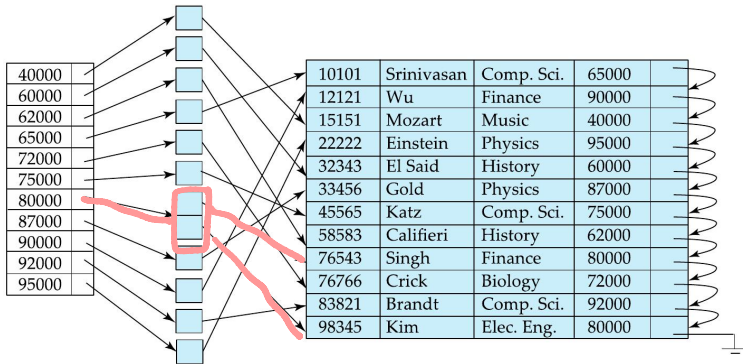 40000
60000
62000
65000
72000
75000
80000
87000
90000
92000
95000
10101 Srinivasan Comp. Sci. 65000
12121 Wu Finance 90000
15151 Mozart Music 40000
22222 Einstein Physics 95000
32343 El Said History 60000
33456 Gold Physics 87000
45565 Katz Comp. Sci. 75000
58583 Califieri History 62000
76543 Singh Finance 80000
76766 Crick Biology 72000
83821 Brandt Comp. Sci. 92000
98345 Kim Elec. Eng. 80000